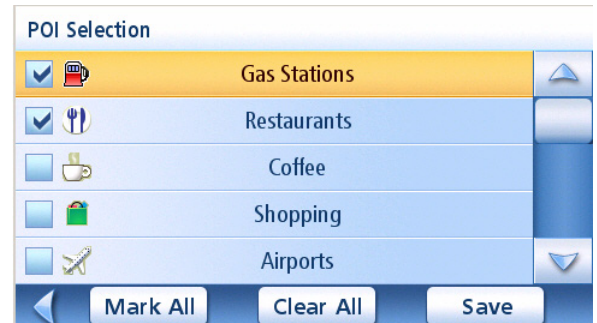 POI Selection
Gas Stations
Restaurants
Coffee
Shopping
Airports
Mark All Clear All Save